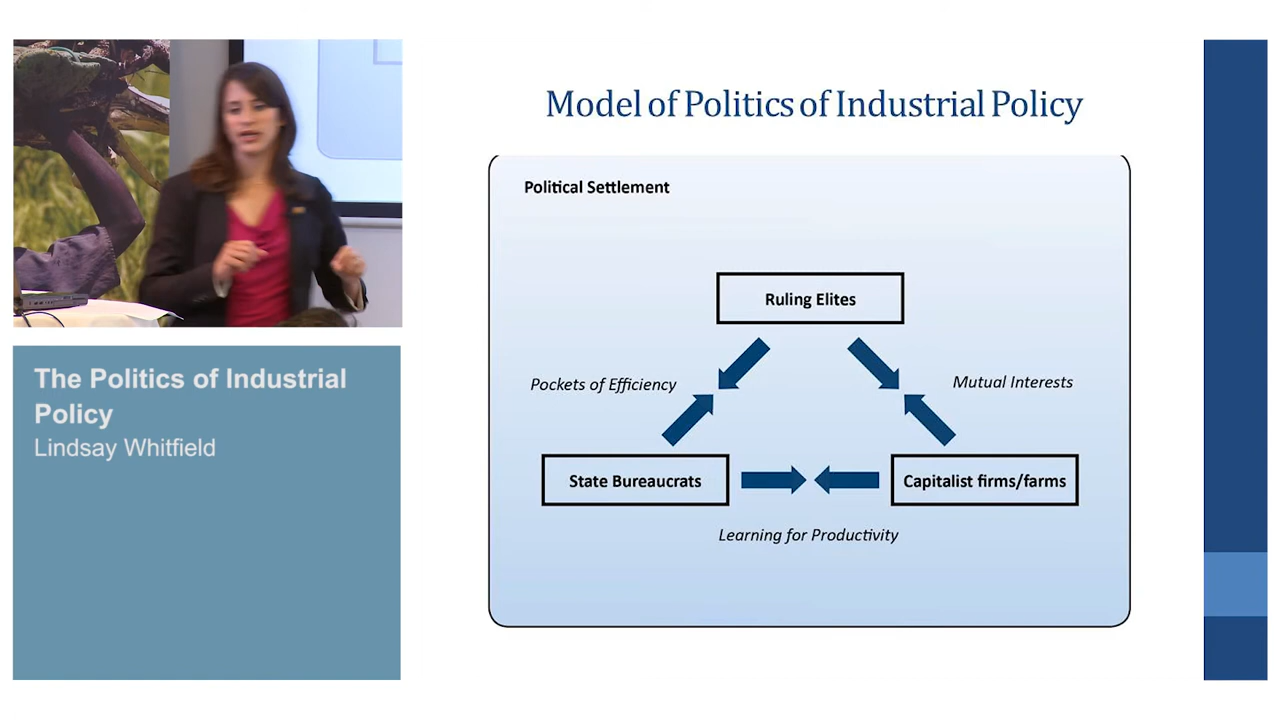 Model of Politics of Industrial Policy
Political Settlement
Ruling Elites
Pockets of Efficiency
Mutual Interests
State Bureaucrats
Capitalist firms/farms
Learning for Productivity
The Politics of Industrial
Policy
Lindsay Whitfield